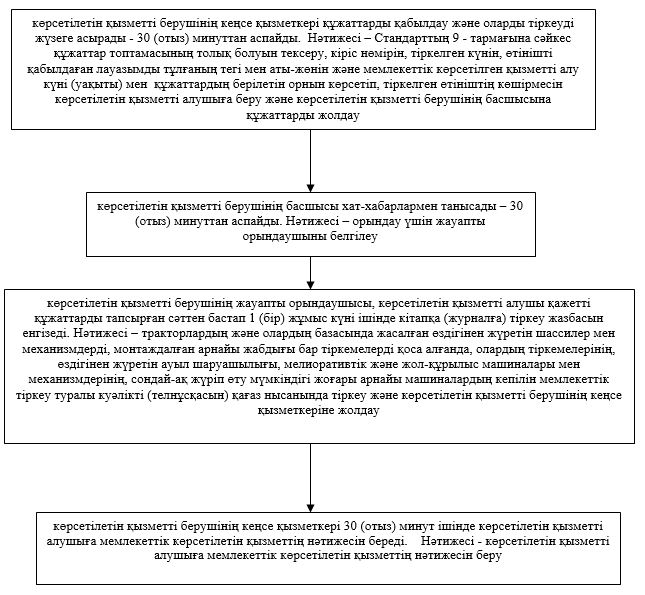 көрсетілетін қызметті берушінің кеңсе қызметкері құжаттарды қабылдау және оларды тіркеуді
жүзеге асырады - 30 (отыз) минуттан аспайды. Нәтижесі – Стандарттың 9 - тармағына сәйкес
құжаттар топтамасының толық болуын тексеру, кіріс нөмірін, тіркелген күнін, өтінішті
қабылдаған лауазымды тұлғаның тегі мен аты-жөнін және мемлекеттік көрсетілген қызметті алу
күні (уақыты) мен құжаттардың берілетін орнын көрсетіп, тіркелген өтініштің көшірмесін
көрсетілетін қызметті алушыға беру және көрсетілетін қызметті берушінің басшысына
құжаттарды жолдау
көрсетілетін қызметті берушінің басшысы хат-хабарлармен танысады – 30
(отыз) минуттан аспайды. Нәтижесі – орындау үшін жауапты
орындаушыны белгілеу
көрсетілетін қызметті берушінің жауапты орындаушысы, көрсетілетін қызметті алушы қажетті
құжаттарды тапсырған сәттен бастап 1 (бір) жұмыс күні ішінде кітапқа (журналға) тіркеу жазбасын
енгізеді. Нәтижесі – тракторлардың және олардың базасында жасалған өздігінен жүретін шассилер мен
механизмдерді, монтаждалған арнайы жабдығы бар тіркемелерді қоса алғанда, олардың тіркемелерінің,
өздігінен жүретін ауыл шаруашылығы, мелиоративтік және жол-құрылыс машиналары мен
механизмдерінің, сондай-ақ жүріп өту мүмкіндігі жоғары арнайы машиналардың кепілін мемлекеттік
тіркеу туралы куәлікті (телнұсқасын) қағаз нысанында тіркеу және көрсетілетін қызметті берушінің кеңсе
қызметкеріне жолдау
көрсетілетін қызметті берушінің кеңсе қызметкері 30 (отыз) минут ішінде көрсетілетін қызметті
алушыға мемлекеттік көрсетілетін қызметтің нәтижесін береді. Нәтижесі - көрсетілетін қызметті
алушыға мемлекеттік көрсетілетін қызметтің нәтижесін беру